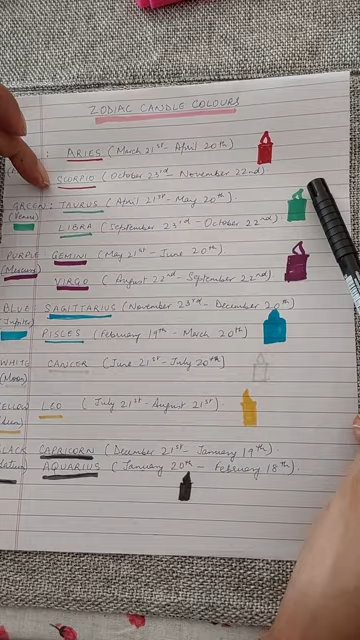 ZODIAC CANDLE COLOURS
: ARIES (March 21st - April 20th)
SCORPIO (October 23rd - November 22nd)
GREEN: TAURUS (April 21st - May 20th)
(Venus) LIBRA (September 23rd - October 22nd)
PURPLE GEMINI (May 21st - June 20th)
(Mercury) VIRGO (August 22nd - September 22nd)
BLUE SAGITTARIUS (November 23rd - December 20th)
(Jupiter) PISCES (February 19th - March 20th)
WHITE CANCER (June 21st - July 20th)
(Moon)
YELLOW LEO (July 21st - August 21st).
(Sun)
BLACK CAPRICORN (December 21st - January 19th)
(Saturn) AQUARIUS (January 20th - February 18th).